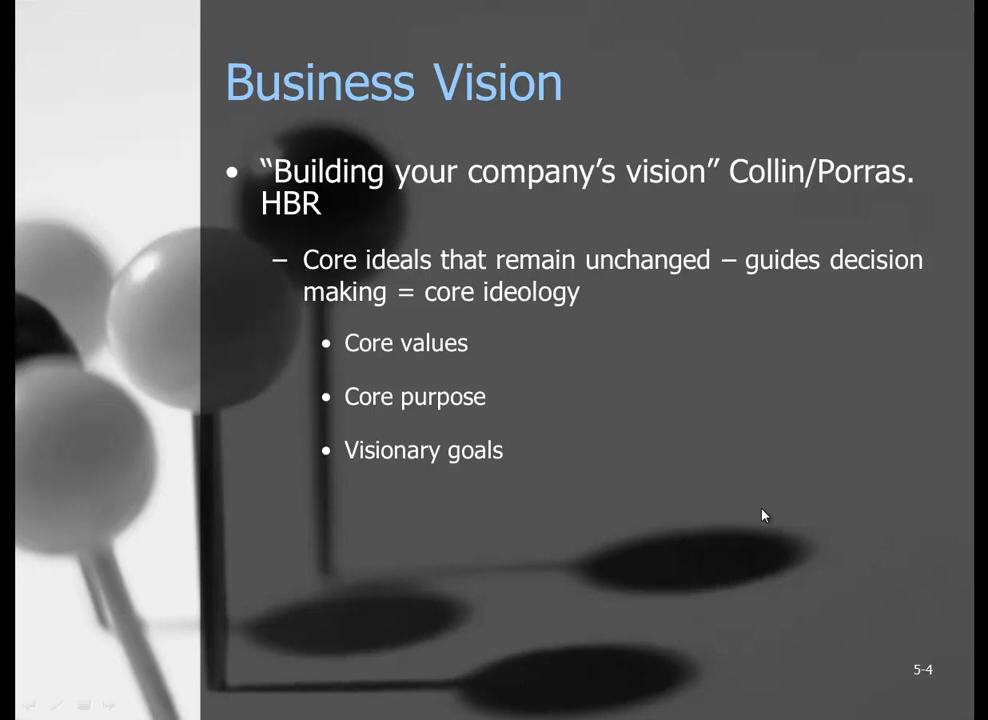 Business Vision
• “Building your company’s vision” Collin/Porras.
HBR
– Core ideals that remain unchanged – guides decision
making = core ideology
• Core values
• Core purpose
• Visionary goals
5-4